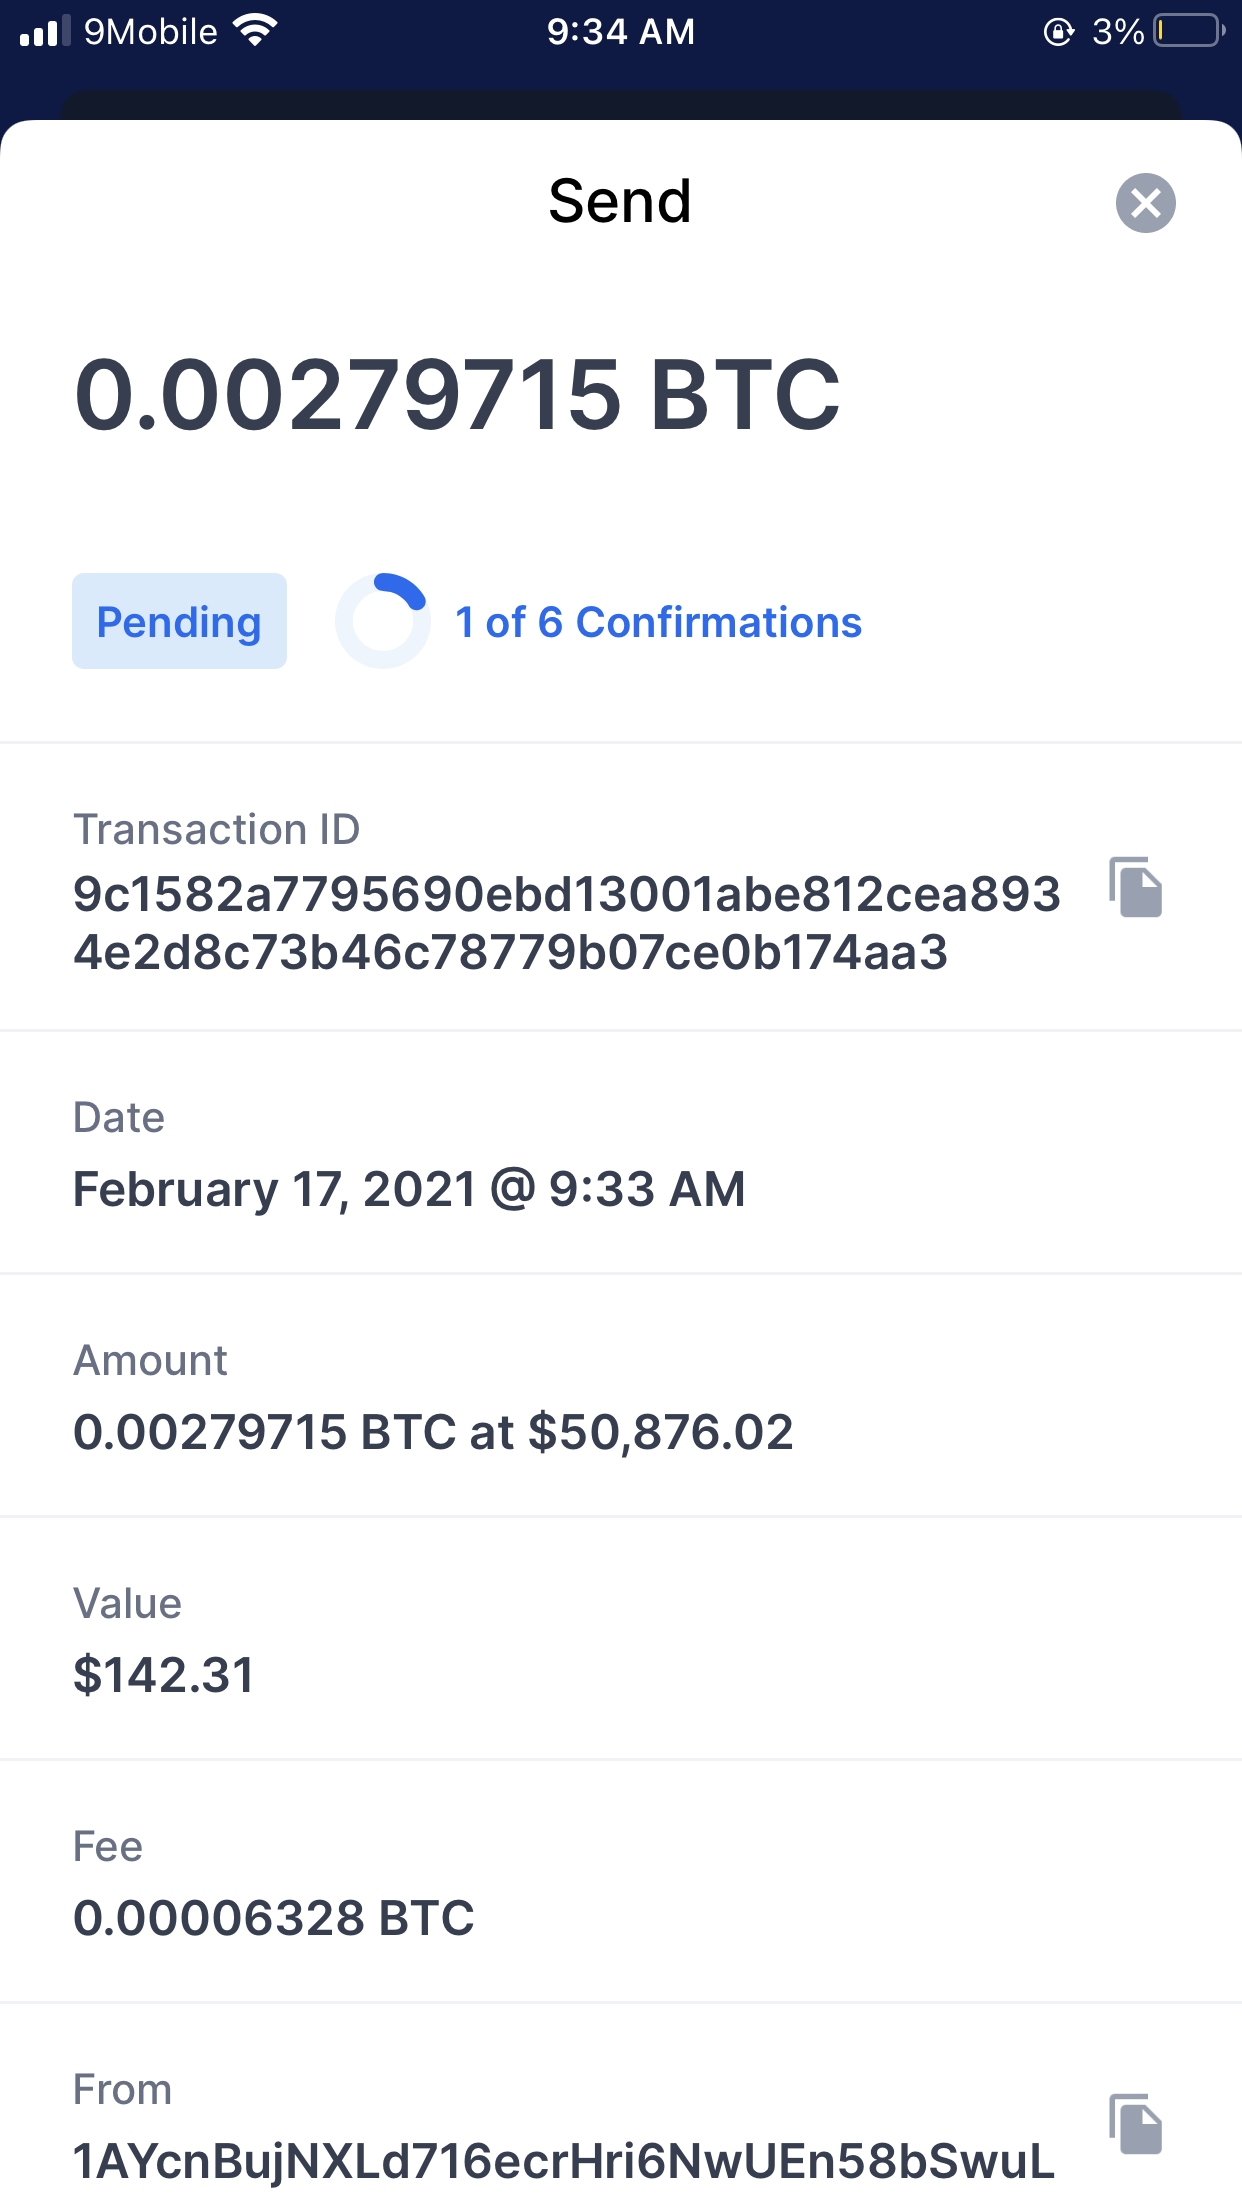 9Mobile 9:34 AM 3%
Send
0.00279715 BTC
Pending 1 of 6 Confirmations
Transaction ID
9c1582a7795690ebd13001abe812cea893
4e2d8c73b46c78779b07ce0b174aa3
Date
February 17, 2021 @ 9:33 AM
Amount
0.00279715 BTC at $50,876.02
Value
$142.31
Fee
0.00006328 BTC
From
1AYcnBujNXLd716ecrHri6NwUEn58bSwuL